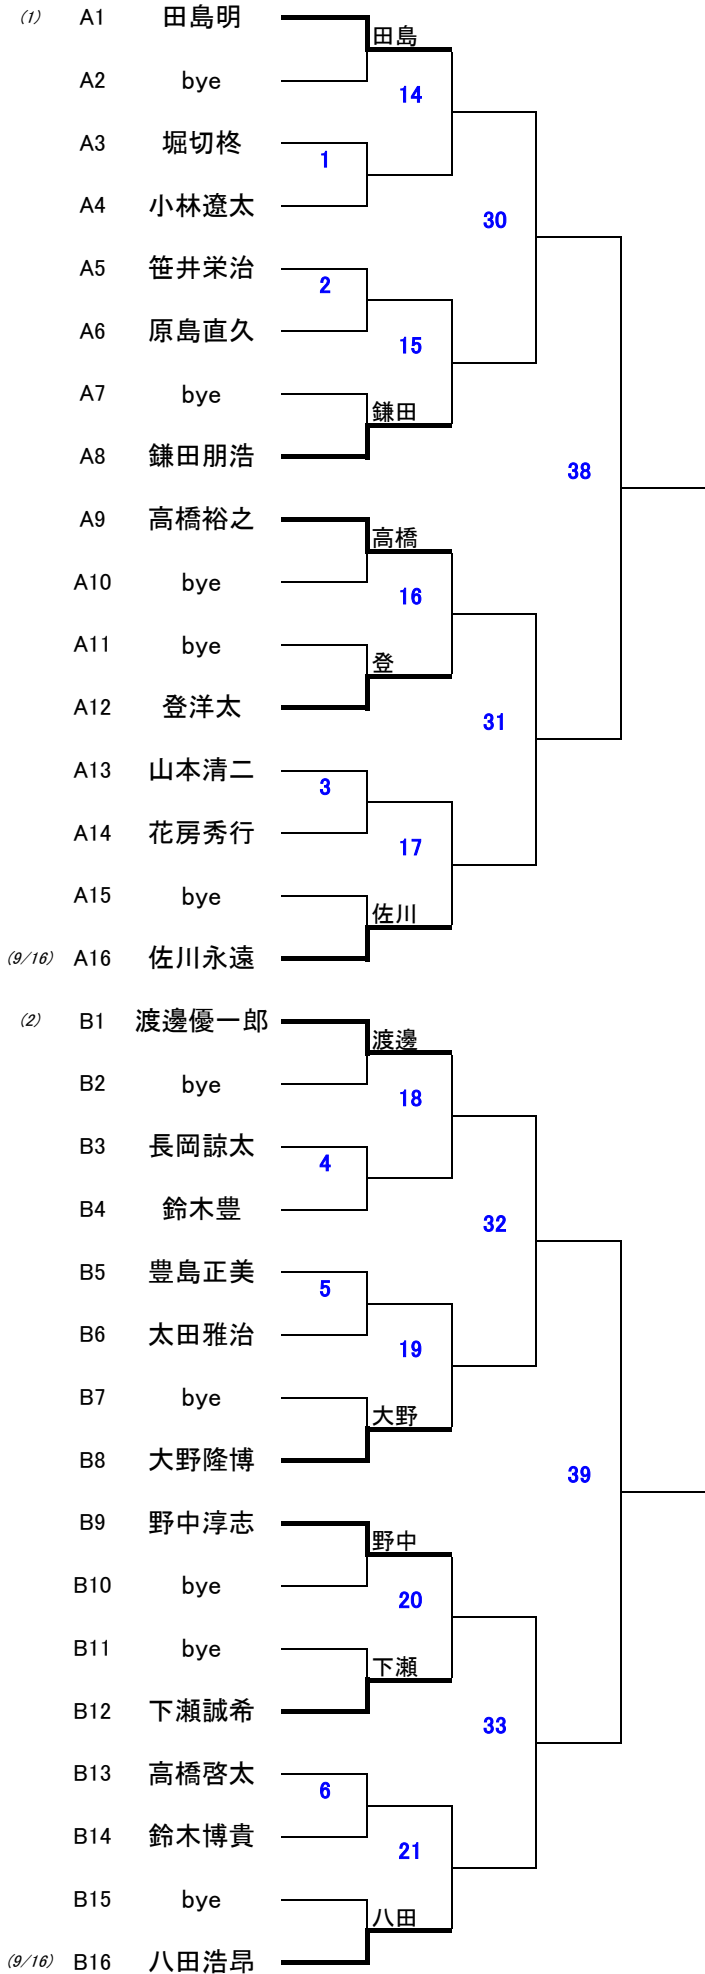 (1) A1 田島明
田島
A2 bye
14
A3 堀切柊
1
A4 小林遼太
30
A5 笹井栄治
2
A6 原島直久
15
A7 bye
鎌田
A8 鎌田朋浩
38
A9 高橋裕之
高橋
A10 bye
16
A11 bye
登
A12 登洋太
31
A13 山本清二
3
A14 花房秀行
17
A15 bye
佐川
(9/16) A16 佐川永遠
(2) B1 渡邊優一郎
渡邊
B2 bye
18
B3 長岡諒太
4
B4 鈴木豊
32
B5 豊島正美
5
B6 太田雅治
19
B7 bye
大野
B8 大野隆博
39
B9 野中淳志
野中
B10 bye
20
B11 bye
下瀬
B12 下瀬誠希
33
B13 高橋啓太
6
B14 鈴木博貴
21
B15 bye
八田
(9/16) B16 八田浩昂